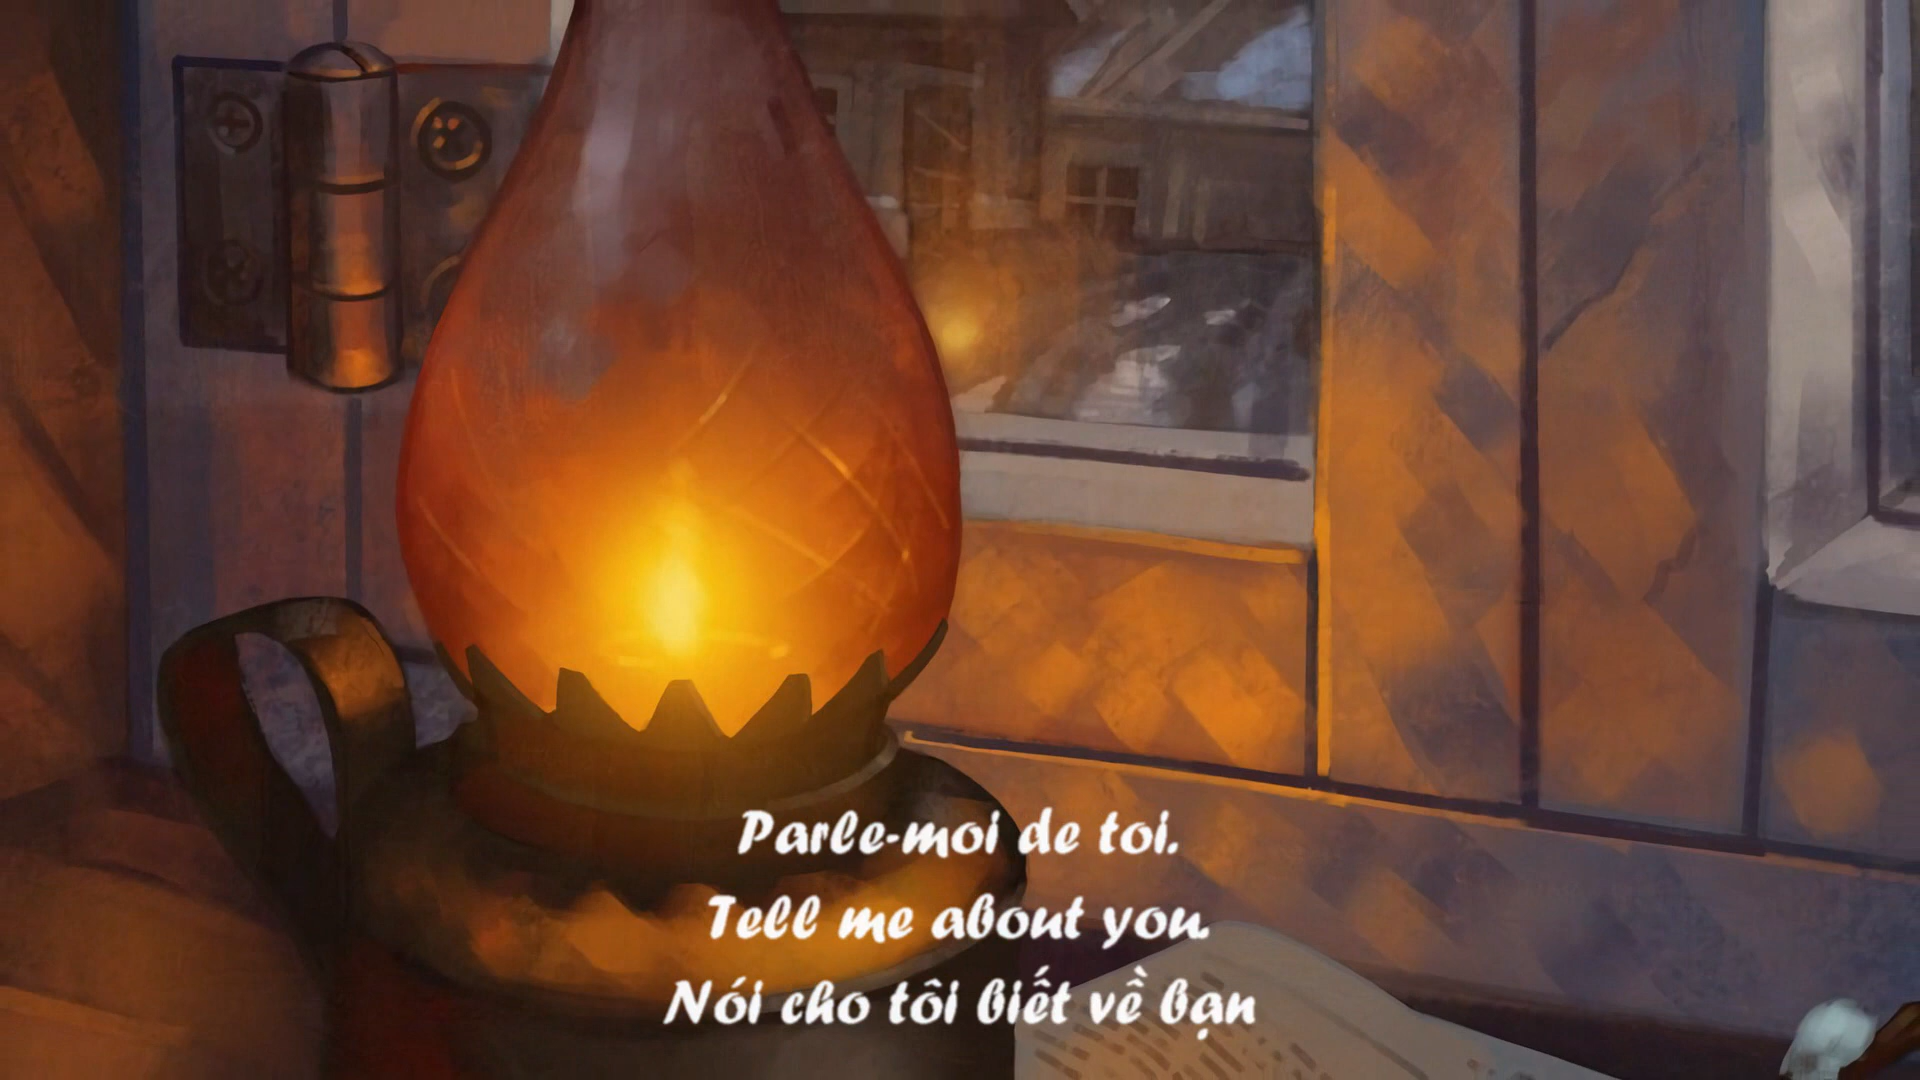 Parle-moi de toi.
Tell me about you.
Nói cho tôi biết về bạn